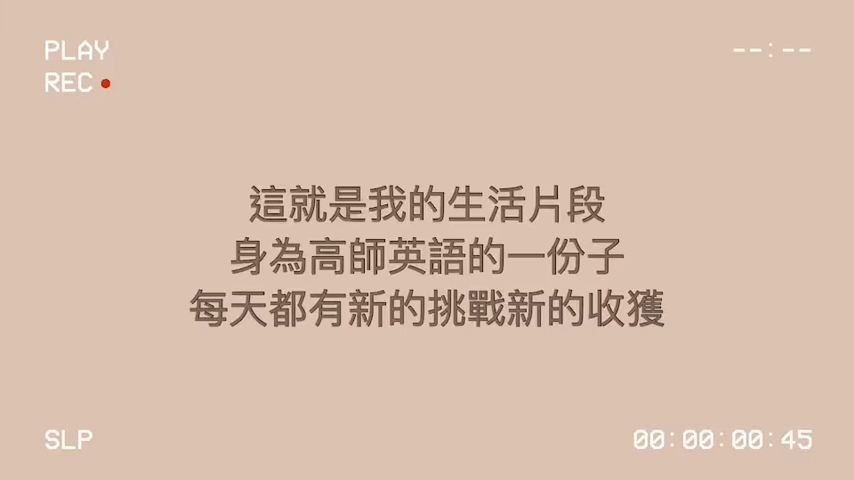 PLAY
REC
--:--
這就是我的生活片段
身為高師英語的一份子
每天都有新的挑戰新的收獲
SLP
00:00:00:45